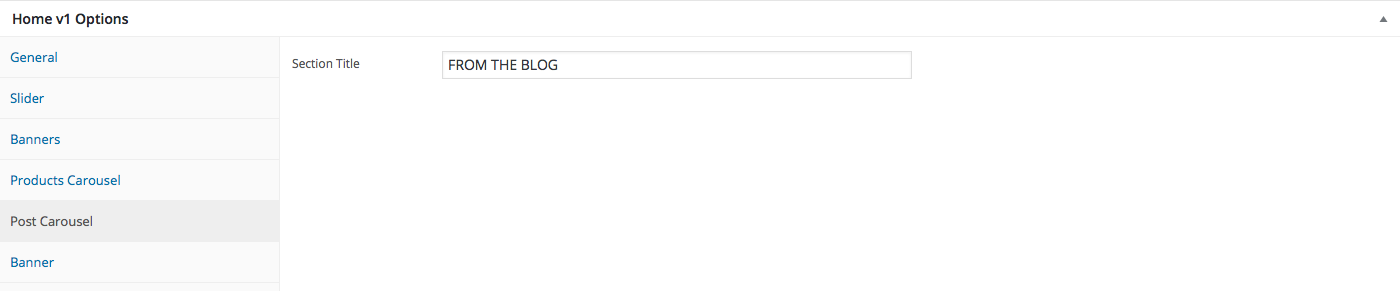 Home v1 Options
General
Section Title
FROM THE BLOG
Slider
Banners
Products Carousel
Post Carousel
Banner